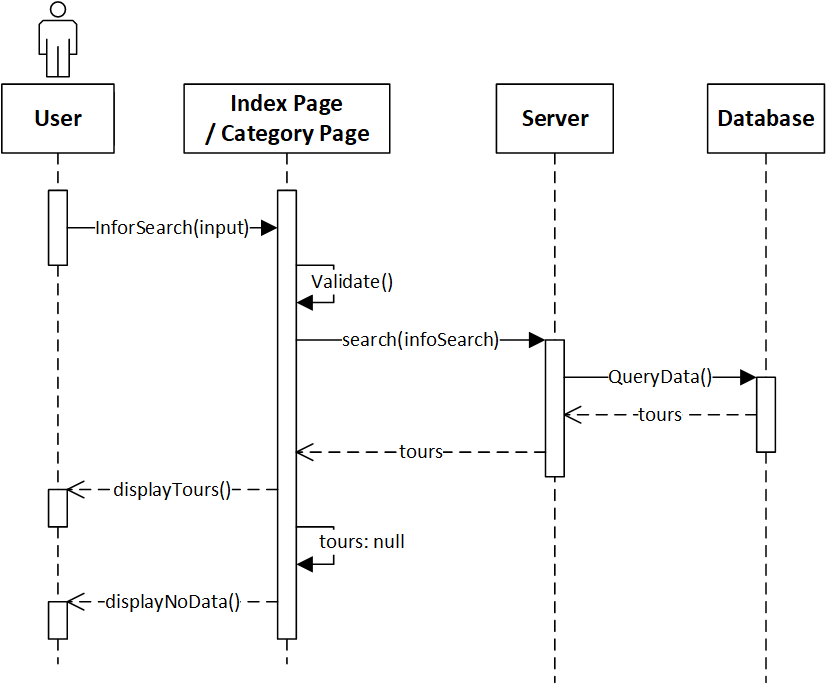 User
Index Page
/ Category Page
Server
Database
InforSearch(input)
Validate()
search(infoSearch)
QueryData()
tours
tours
displayTours()
tours: null
displayNoData()